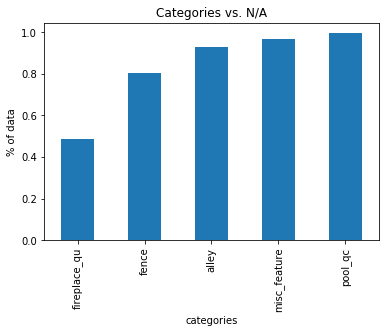 Categories vs. N/A
% of data
1.0
0.8
0.6
0.4
0.2
0.0
fireplace_qu
fence
alley
misc_feature
pool_qc
categories